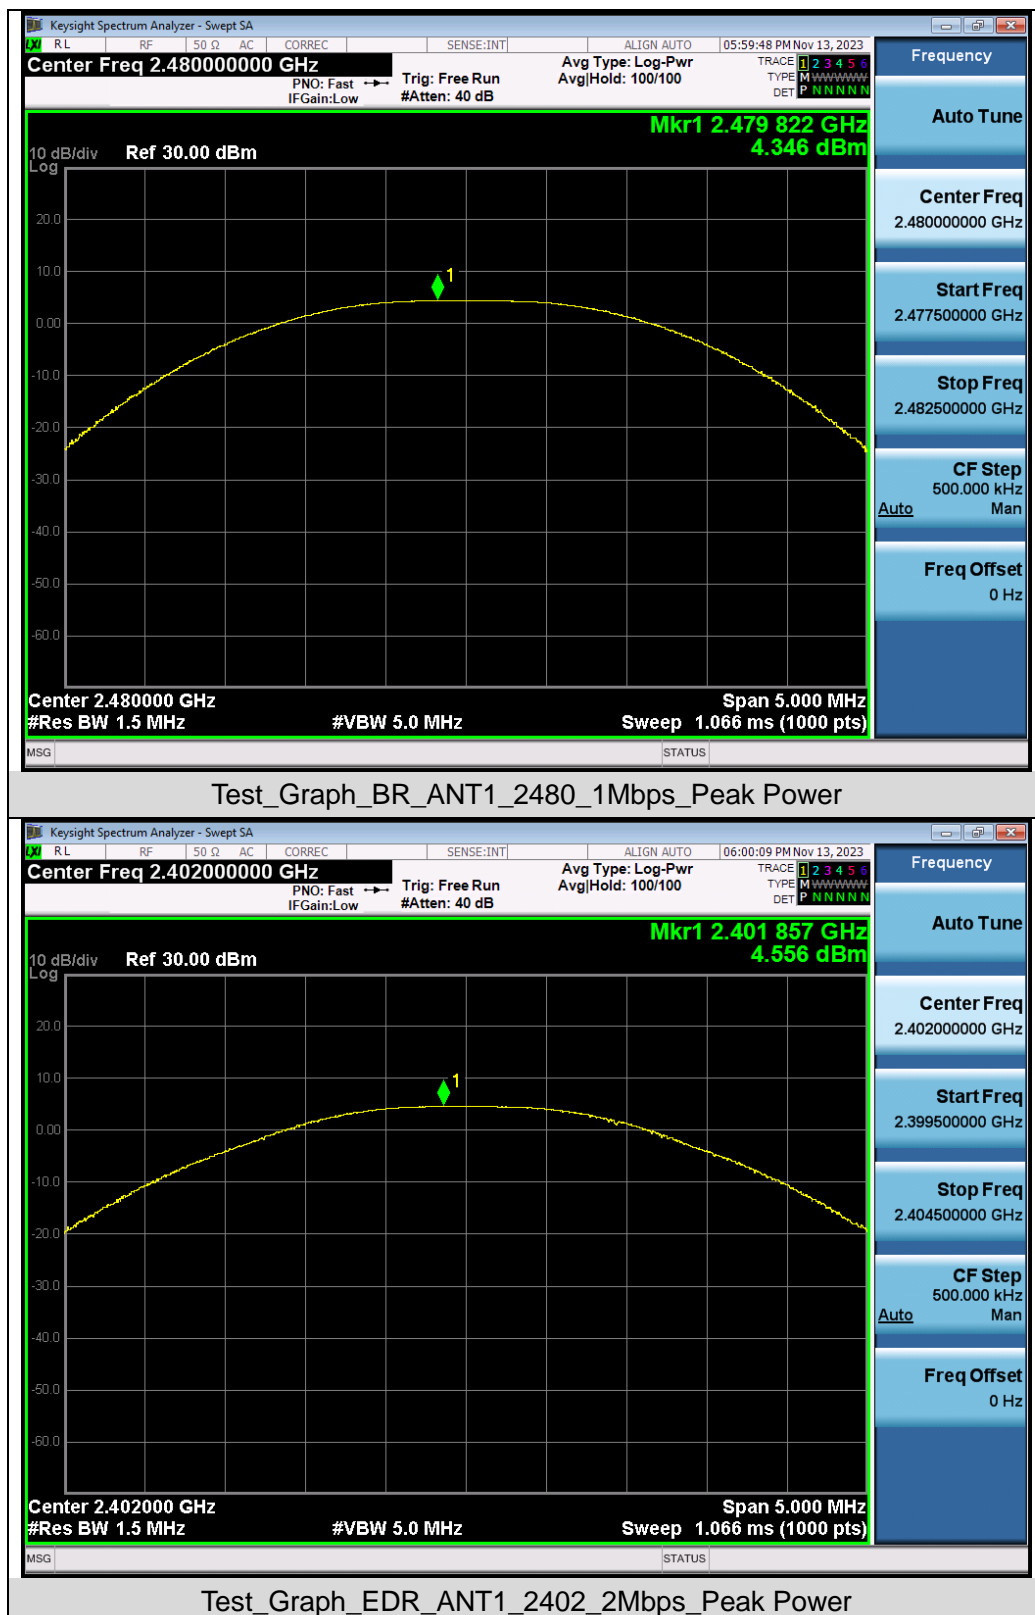 Keysight Spectrum Analyzer - Swept SA
LXI RL RF 50 Ω AC CORREC SENSE:INT ALIGN AUTO 05:59:48 PM Nov 13, 2023
Center Freq 2.480000000 GHz Avg Type: Log-Pwr TRACE 1 2 3 4 5 6
PNO: Fast Trig: Free Run Avg|Hold: 100/100 TYPE M WWWWW
IFGain:Low #Atten: 40 dB DET P N N N N N
Mkr1 2.479 822 GHz
4.346 dBm
10 dB/div Ref 30.00 dBm
Log
20.0
10.0
1
0.00
-10.0
-20.0
-30.0
-40.0
-50.0
-60.0
Center 2.480000 GHz Span 5.000 MHz
#Res BW 1.5 MHz #VBW 5.0 MHz Sweep 1.066 ms (1000 pts)
MSG STATUS
Frequency
Auto Tune
Center Freq
2.480000000 GHz
Start Freq
2.477500000 GHz
Stop Freq
2.482500000 GHz
CF Step
500.000 kHz
Auto Man
Freq Offset
0 Hz
Test_Graph_BR_ANT1_2480_1Mbps_Peak Power
Keysight Spectrum Analyzer - Swept SA
LXI RL RF 50 Ω AC CORREC SENSE:INT ALIGN AUTO 06:00:09 PM Nov 13, 2023
Center Freq 2.402000000 GHz Avg Type: Log-Pwr TRACE 1 2 3 4 5 6
PNO: Fast Trig: Free Run Avg|Hold: 100/100 TYPE M WWWWW
IFGain:Low #Atten: 40 dB DET P N N N N N
Mkr1 2.401 857 GHz
4.556 dBm
10 dB/div Ref 30.00 dBm
Log
20.0
10.0
1
0.00
-10.0
-20.0
-30.0
-40.0
-50.0
-60.0
Center 2.402000 GHz Span 5.000 MHz
#Res BW 1.5 MHz #VBW 5.0 MHz Sweep 1.066 ms (1000 pts)
MSG STATUS
Frequency
Auto Tune
Center Freq
2.402000000 GHz
Start Freq
2.399500000 GHz
Stop Freq
2.404500000 GHz
CF Step
500.000 kHz
Auto Man
Freq Offset
0 Hz
Test_Graph_EDR_ANT1_2402_2Mbps_Peak Power